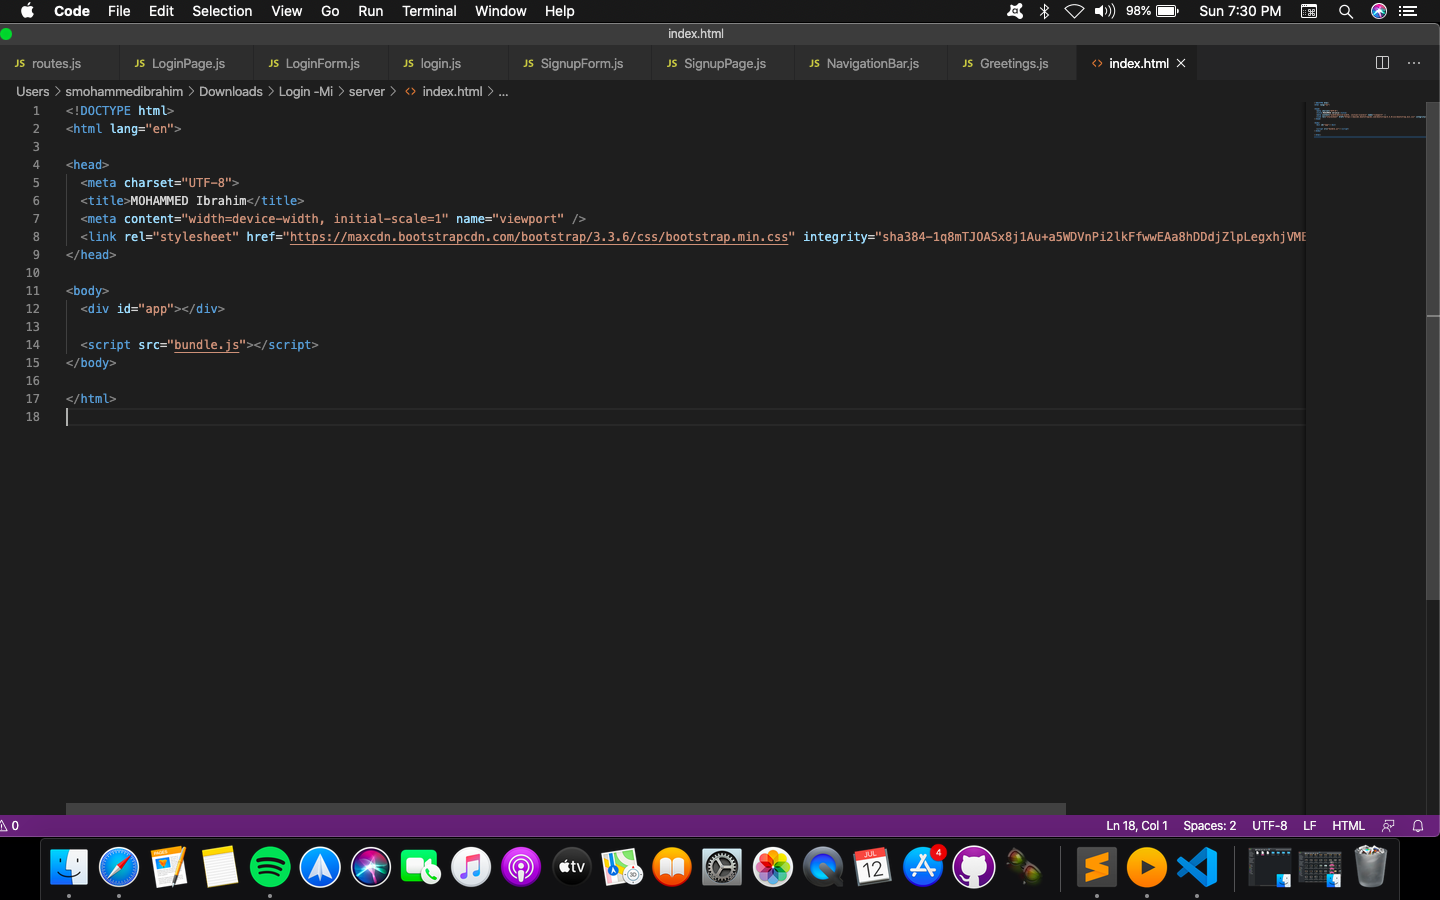 Code File Edit Selection View Go Run Terminal Window Help 98% Sun 7:30 PM
index.html
JS routes.js JS LoginPage.js JS LoginForm.js JS login.js JS SignupForm.js JS SignupPage.js JS NavigationBar.js JS Greetings.js <> index.html ×
Users > smohammedibrahim > Downloads > Login -Mi > server > <> index.html > ...
1 <!DOCTYPE html>
2 <html lang="en">
3
4 <head>
5 <meta charset="UTF-8">
6 <title>MOHAMMED Ibrahim</title>
7 <meta content="width=device-width, initial-scale=1" name="viewport" />
8 <link rel="stylesheet" href="https://maxcdn.bootstrapcdn.com/bootstrap/3.3.6/css/bootstrap.min.css" integrity="sha384-1q8mTJOASx8j1Au+a5WDVnPi2lkFfwwEAa8hDDdjZlpLegxhjVME
9 </head>
10
11 <body>
12 <div id="app"></div>
13
14 <script src="bundle.js"></script>
15 </body>
16
17 </html>
18
0 Ln 18, Col 1 Spaces: 2 UTF-8 LF HTML
tv JUL 12 4